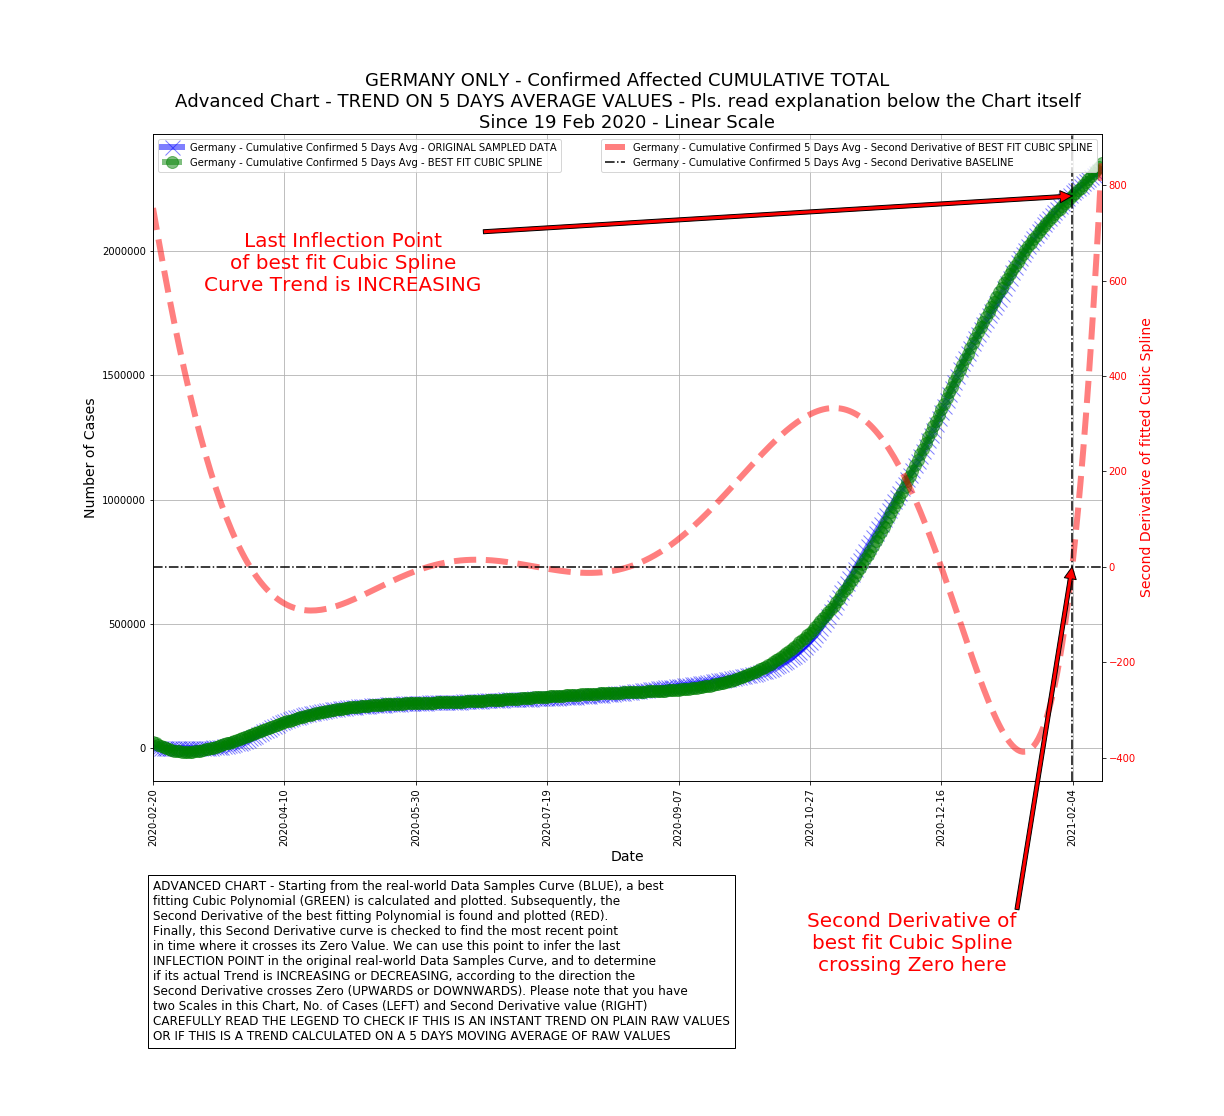 GERMANY ONLY - Confirmed Affected CUMULATIVE TOTAL
Advanced Chart - TREND ON 5 DAYS AVERAGE VALUES - Pls. read explanation below the Chart itself
Since 19 Feb 2020 - Linear Scale
Germany - Cumulative Confirmed 5 Days Avg - ORIGINAL SAMPLED DATA
Germany - Cumulative Confirmed 5 Days Avg - BEST FIT CUBIC SPLINE
Germany - Cumulative Confirmed 5 Days Avg - Second Derivative of BEST FIT CUBIC SPLINE
Germany - Cumulative Confirmed 5 Days Avg - Second Derivative BASELINE
Last Inflection Point
of best fit Cubic Spline
Curve Trend is INCREASING
Number of Cases
2000000
1500000
1000000
500000
0
800
600
400
200
0
−200
−400
Second Derivative of fitted Cubic Spline
2020-02-20
2020-04-10
2020-05-30
2020-07-19
2020-09-07
2020-10-27
2020-12-16
2021-02-04
Date
ADVANCED CHART - Starting from the real-world Data Samples Curve (BLUE), a best
fitting Cubic Polynomial (GREEN) is calculated and plotted. Subsequently, the
Second Derivative of the best fitting Polynomial is found and plotted (RED).
Finally, this Second Derivative curve is checked to find the most recent point
in time where it crosses its Zero Value. We can use this point to infer the last
INFLECTION POINT in the original real-world Data Samples Curve, and to determine
if its actual Trend is INCREASING or DECREASING, according to the direction the
Second Derivative crosses Zero (UPWARDS or DOWNWARDS). Please note that you have
two Scales in this Chart, No. of Cases (LEFT) and Second Derivative value (RIGHT)
CAREFULLY READ THE LEGEND TO CHECK IF THIS IS AN INSTANT TREND ON PLAIN RAW VALUES
OR IF THIS IS A TREND CALCULATED ON A 5 DAYS MOVING AVERAGE OF RAW VALUES
Second Derivative of
best fit Cubic Spline
crossing Zero here